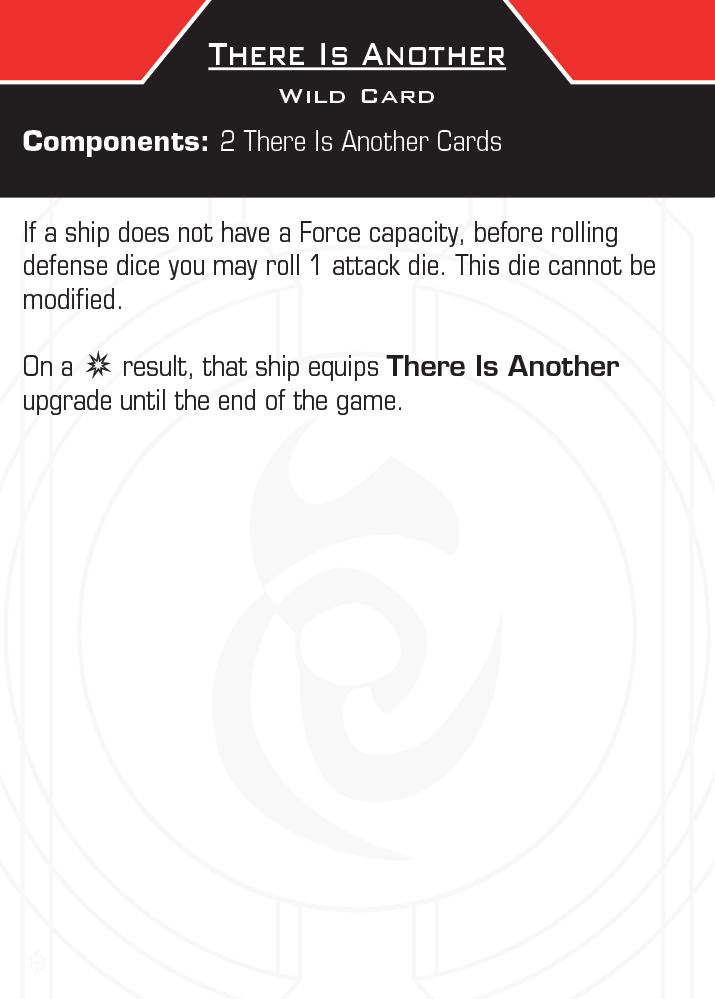 There Is Another
Wild Card
Components: 2 There Is Another Cards
If a ship does not have a Force capacity, before rolling
defense dice you may roll 1 attack die. This die cannot be
modified.
On a result, that ship equips There Is Another
upgrade until the end of the game.